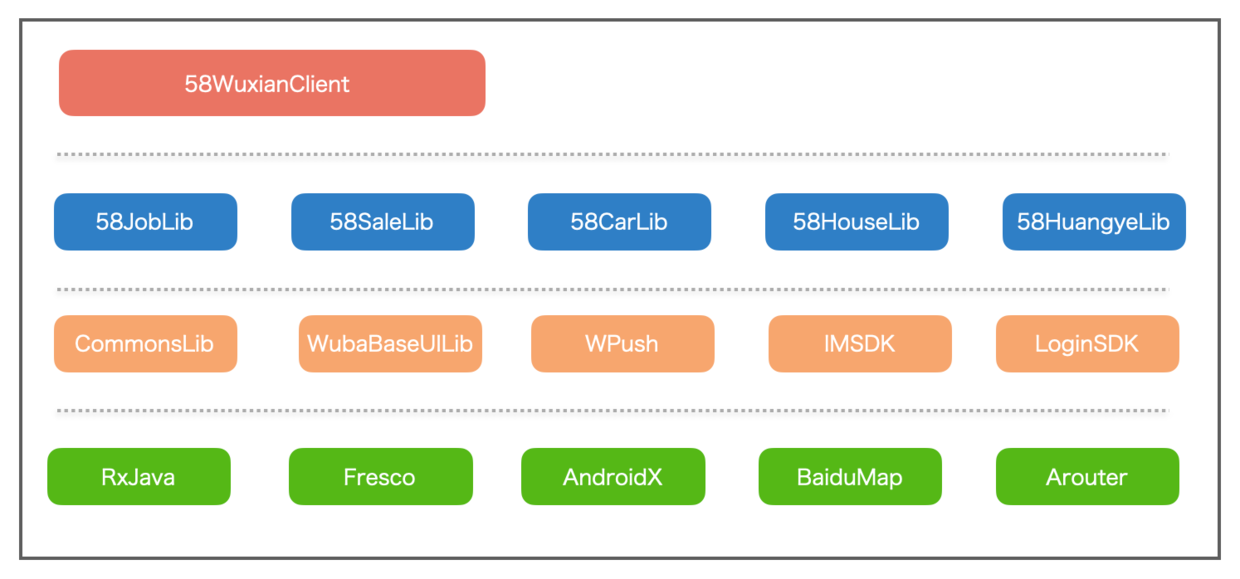 58WuxianClient
58JobLib
58SaleLib
58CarLib
58HouseLib
58HuangyeLib
CommonsLib
WubaBaseUILib
WPush
IMSDK
LoginSDK
RxJava
Fresco
AndroidX
BaiduMap
Arouter